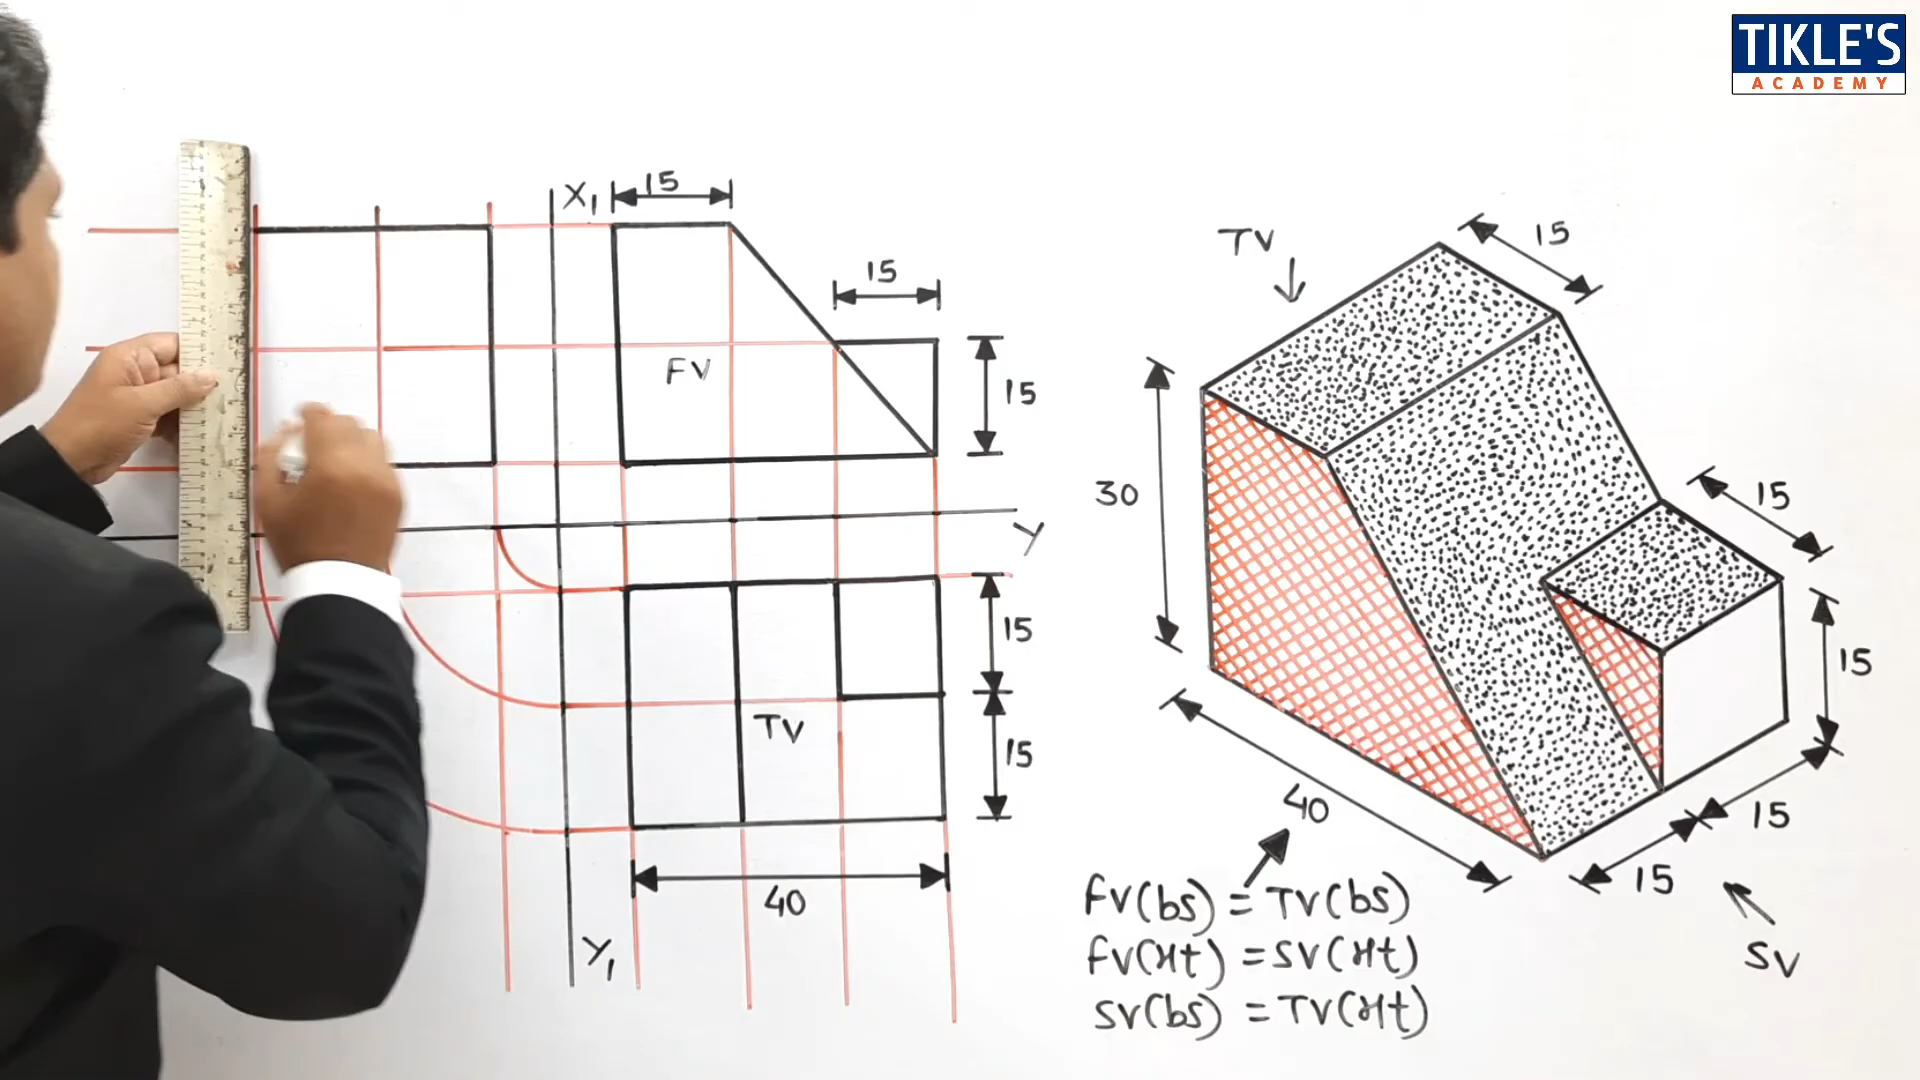 TIKLE'S
ACADEMY
X₁
15
15
FV
15
Y
15
TV
15
40
Y₁
TV
15
30
15
15
40
15
15
SV
FV(bs) = TV(bs)
FV(Ht) = SV(Ht)
SV(bs) = TV(Ht)